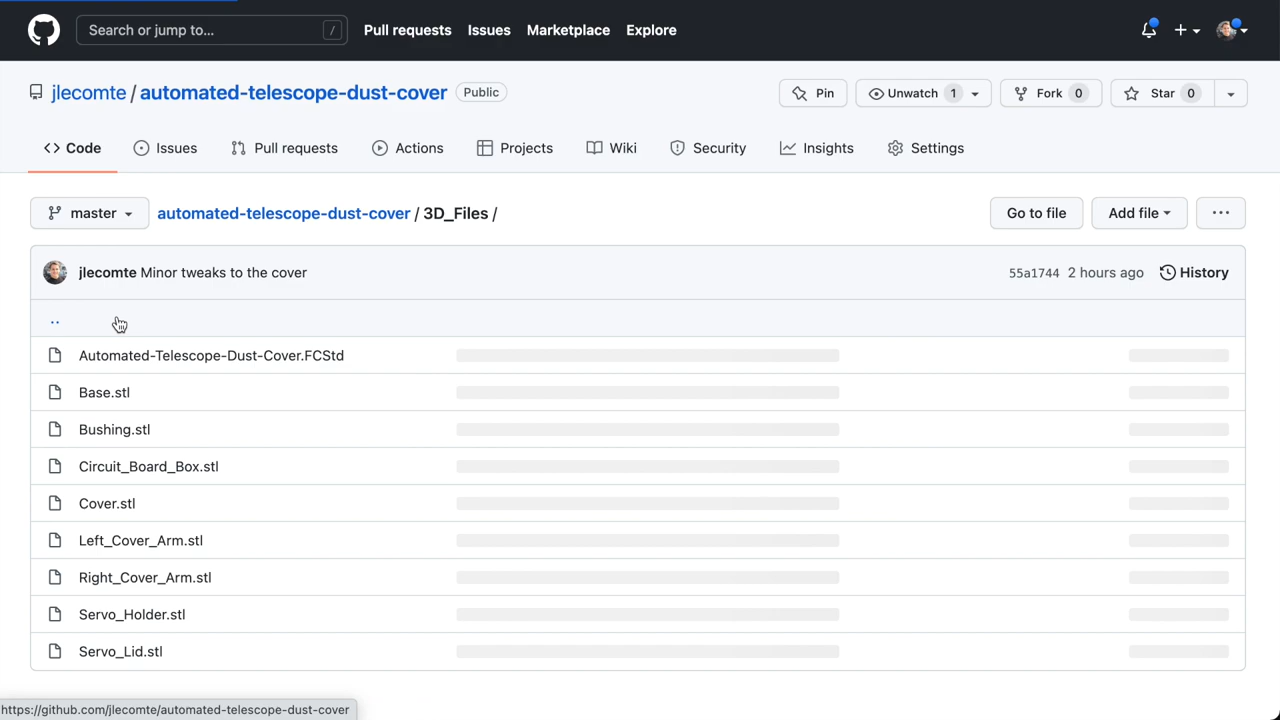 Search or jump to... / Pull requests Issues Marketplace Explore
jlecomte / automated-telescope-dust-cover Public Pin Unwatch 1 Fork 0 Star 0
Code Issues Pull requests Actions Projects Wiki Security Insights Settings
master automated-telescope-dust-cover / 3D_Files / Go to file Add file ...
jlecomte Minor tweaks to the cover 55a1744 2 hours ago History
..
Automated-Telescope-Dust-Cover.FCStd
Base.stl
Bushing.stl
Circuit_Board_Box.stl
Cover.stl
Left_Cover_Arm.stl
Right_Cover_Arm.stl
Servo_Holder.stl
Servo_Lid.stl
https://github.com/jlecomte/automated-telescope-dust-cover